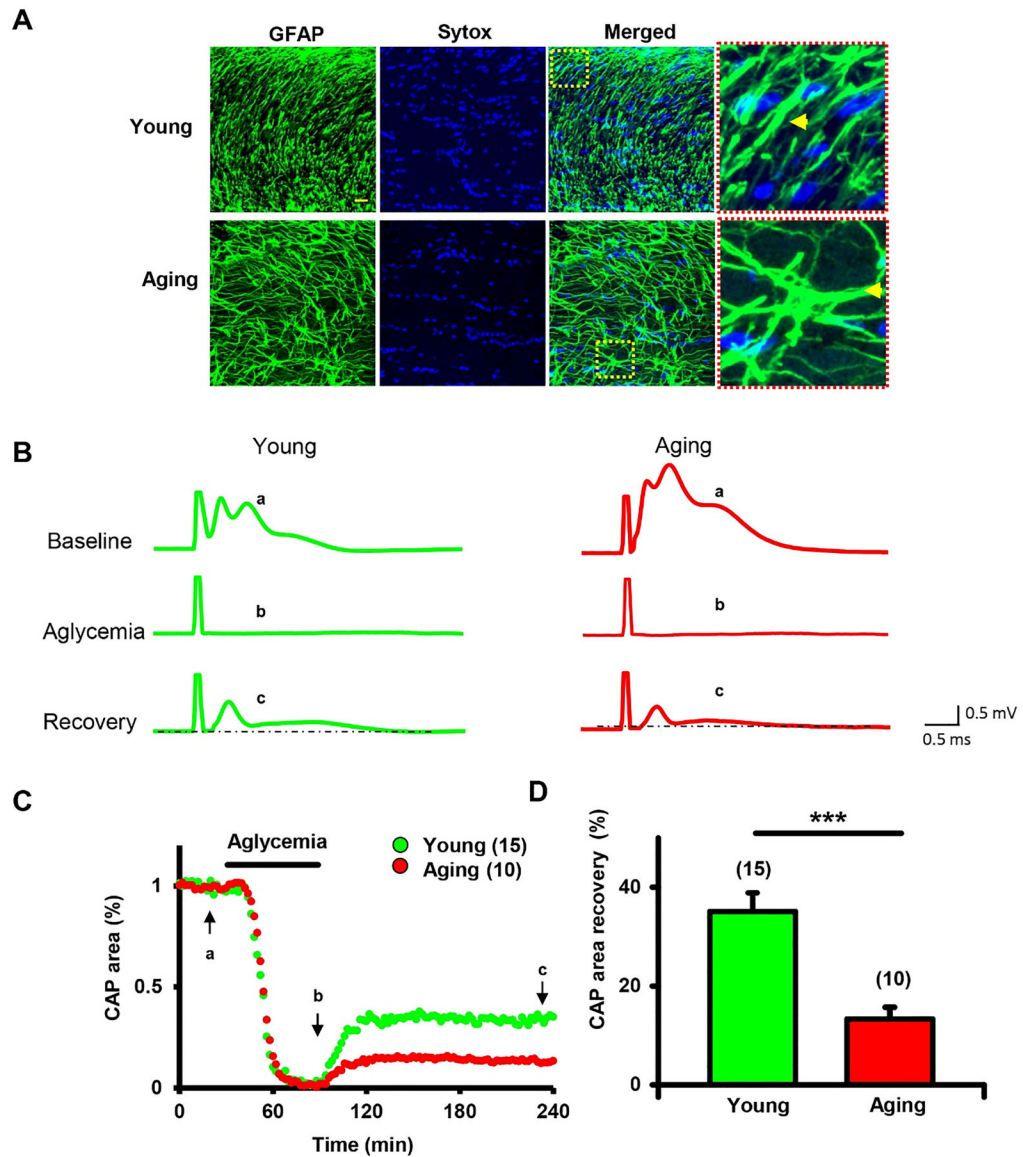 A
GFAP Sytox Merged
Young
Aging
B
Young Aging
Baseline a a
Aglycemia b b
Recovery c c
0.5 mV
0.5 ms
C
Aglycemia
Young (15)
Aging (10)
CAP area (%)
1
0.5
0
a
b
c
0 60 120 180 240
Time (min)
D
CAP area recovery (%)
***
(15)
(10)
40
20
0
Young Aging